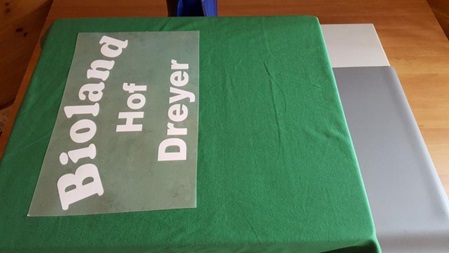 Bioland
Hof
Dreyer